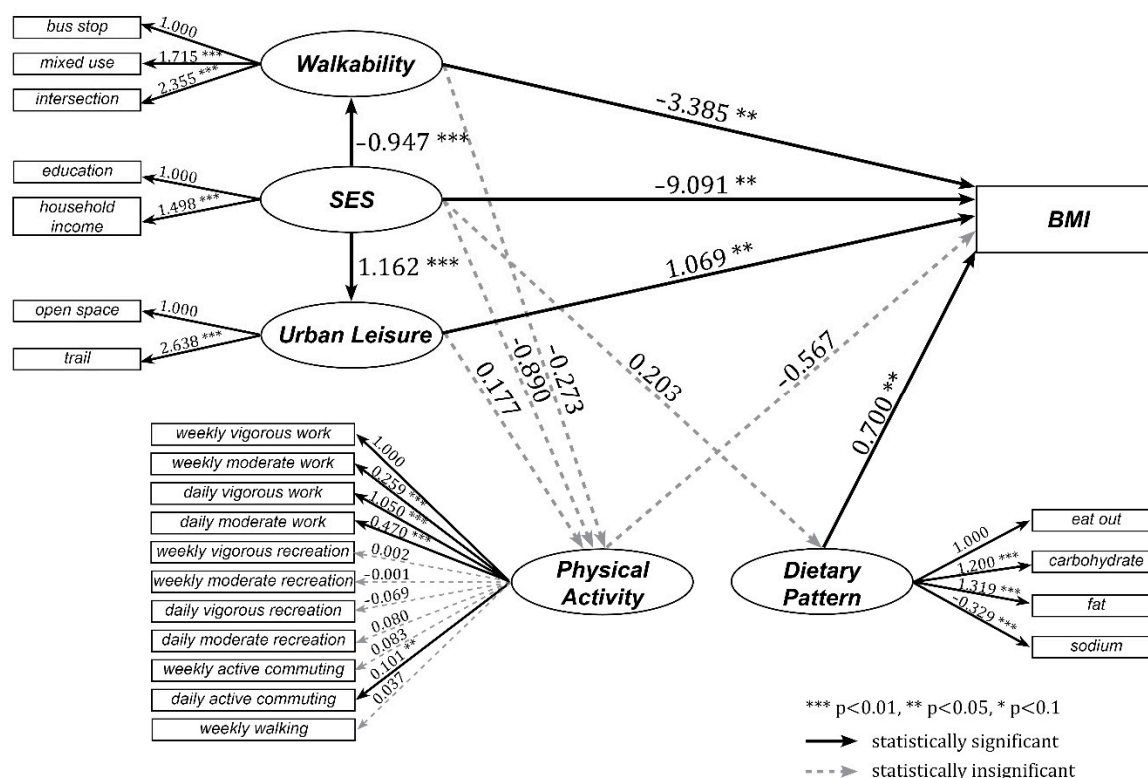 bus stop
1.000
mixed use
1.715 ***
intersection
2.355 ***
Walkability
-3.385 **
-0.947 ***
education
1.000
household
income
1.498 ***
SES
-9.091 **
BMI
1.162 ***
1.069 **
open space
1.000
trail
2.638 ***
Urban Leisure
0.177
-0.890
-0.273
0.203
-0.567
0.700 **
weekly vigorous work
1.000
weekly moderate work
0.259 ***
daily vigorous work
1.050 ***
daily moderate work
0.470 ***
weekly vigorous recreation
0.002
weekly moderate recreation
-0.001
daily vigorous recreation
-0.069
daily moderate recreation
0.080
weekly active commuting
0.083
daily active commuting
0.101 **
weekly walking
0.037
Physical
Activity
Dietary
Pattern
eat out
1.000
carbohydrate
1.200 ***
fat
1.319 ***
sodium
-0.329 ***
*** p<0.01, ** p<0.05, * p<0.1
statistically significant
statistically insignificant